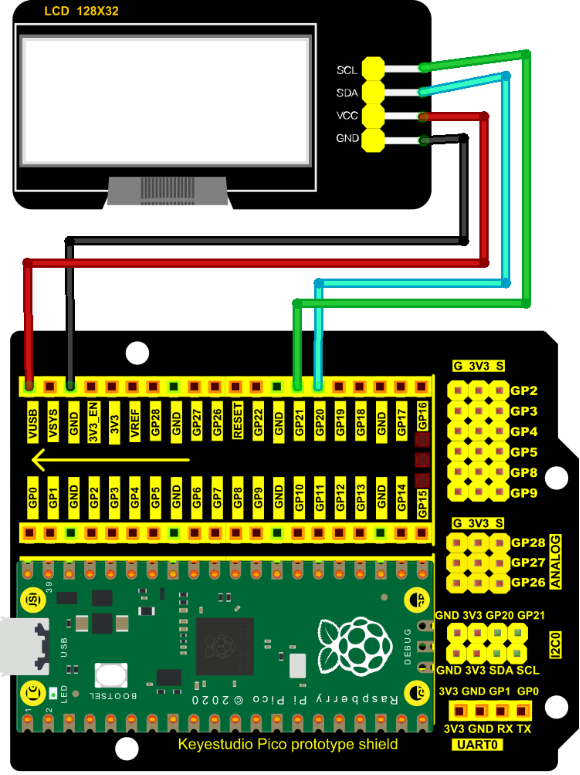 LCD 128X32
SCL
SDA
VCC
GND
G 3V3 S
GP2
GP3
GP4
GP5
GP8
GP9
VUSB VSYS GND 3V3_EN 3V3 VREF GP28 GND GP27 GP26 RESET GP22 GND GP21 GP20 GP19 GP18 GND GP17 GP16
GP0 GP1 GND GP2 GP3 GP4 GP5 GND GP6 GP7 GP8 GP9 GND GP10 GP11 GP12 GP13 GND GP14 GP15
G 3V3 S
GP28
GP27
GP26
ANALOG
39
USB
DEBUG
LED
BOOTSEL
Raspberry Pi Pico © 2020
1 2
GND 3V3 GP20 GP21
GND 3V3 SDA SCL
I2C0
3V3 GND GP1 GP0
3V3 GND RX TX
UART0
Keyestudio Pico prototype shield